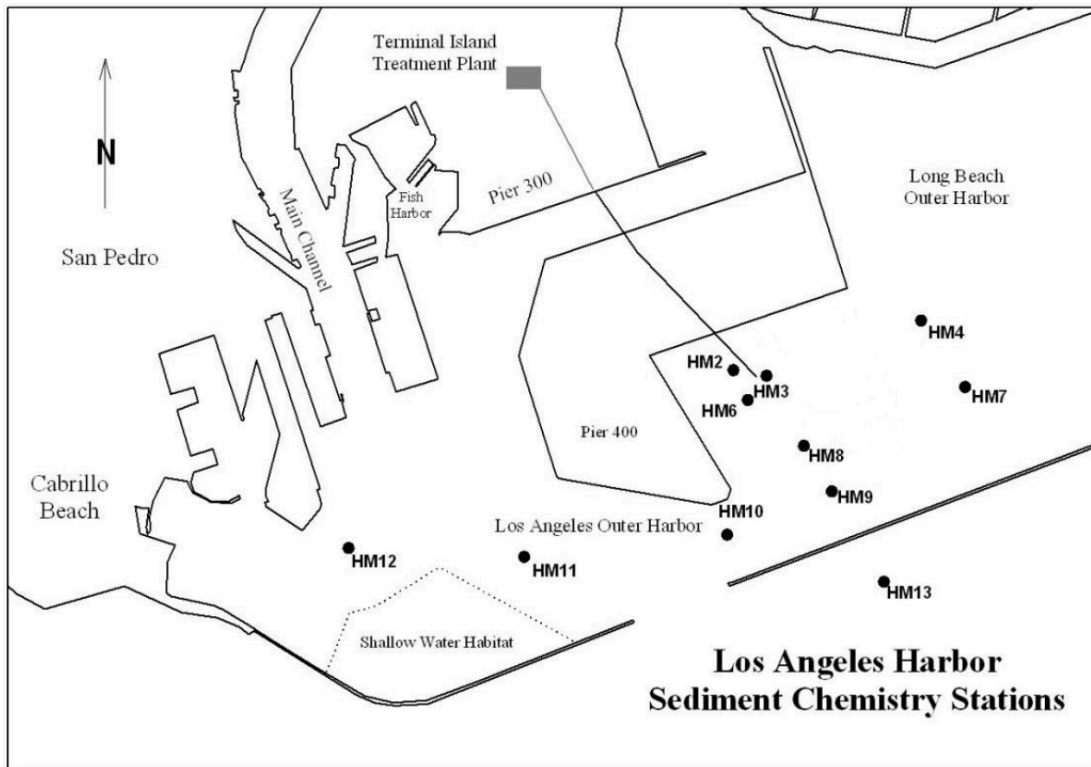 Terminal Island
Treatment Plant
N
Long Beach
Outer Harbor
Pier 300
Fish
Harbor
Main Channel
San Pedro
HM4
HM2
HM3
HM7
HM6
Pier 400
HM8
Cabrillo
Beach
HM9
HM10
Los Angeles Outer Harbor
HM12
HM11
HM13
Shallow Water Habitat
Los Angeles Harbor
Sediment Chemistry Stations